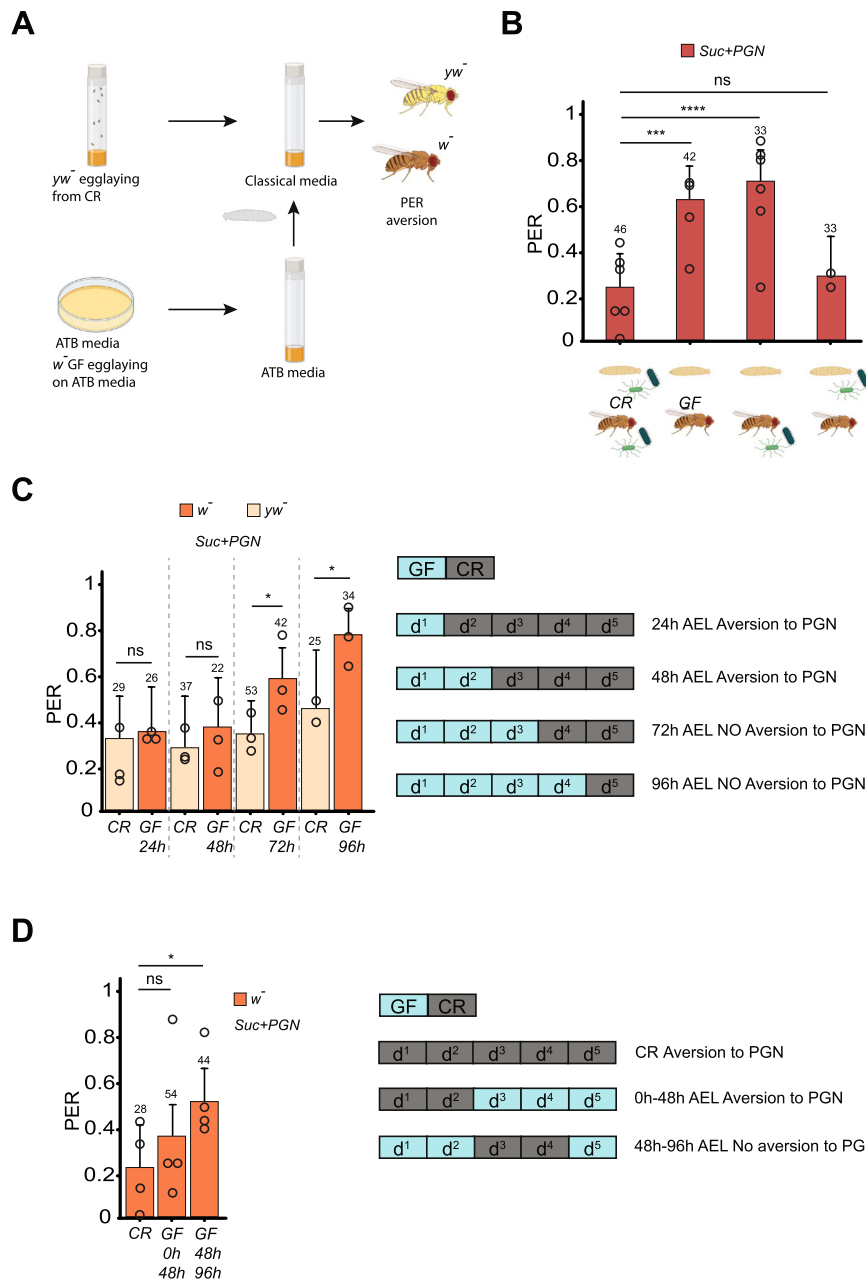 A
yw-
w-
yw- egglaying
from CR
Classical media
PER
aversion
ATB media
w- GF egglaying
on ATB media
ATB media
B
Suc+PGN
ns
****
***
46
42
33
33
PER
1
0.8
0.6
0.4
0.2
0
CR
GF
C
w-
yw-
Suc+PGN
ns
ns
*
*
29
26
37
22
53
42
25
34
PER
1
0.8
0.6
0.4
0.2
0
CR GF CR GF CR GF CR GF
24h 48h 72h 96h
GF CR
d1 d2 d3 d4 d5 24h AEL Aversion to PGN
d1 d2 d3 d4 d5 48h AEL Aversion to PGN
d1 d2 d3 d4 d5 72h AEL NO Aversion to PGN
d1 d2 d3 d4 d5 96h AEL NO Aversion to PGN
D
*
ns
w-
Suc+PGN
28
54
44
PER
1
0.8
0.6
0.4
0.2
0
CR GF GF
0h 48h
48h 96h
GF CR
d1 d2 d3 d4 d5 CR Aversion to PGN
d1 d2 d3 d4 d5 0h-48h AEL Aversion to PGN
d1 d2 d3 d4 d5 48h-96h AEL No aversion to PG